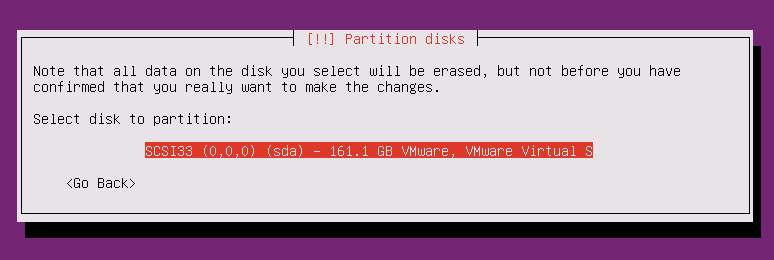 [!!] Partition disks
Note that all data on the disk you select will be erased, but not before you have
confirmed that you really want to make the changes.
Select disk to partition:
SCSI33 (0,0,0) (sda) - 161.1 GB VMware, VMware Virtual S
<Go Back>